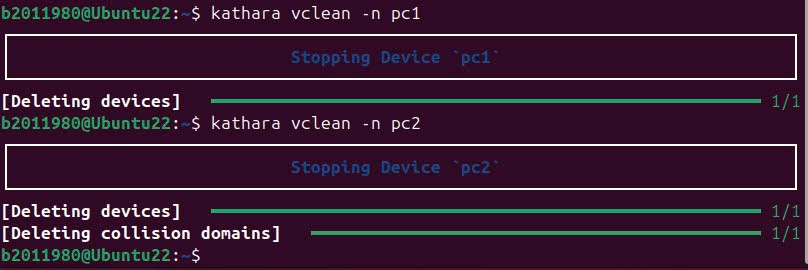 b2011980@Ubuntu22:~$ kathara vclean -n pc1
Stopping Device `pc1`
[Deleting devices] 1/1
b2011980@Ubuntu22:~$ kathara vclean -n pc2
Stopping Device `pc2`
[Deleting devices] 1/1
[Deleting collision domains] 1/1
b2011980@Ubuntu22:~$